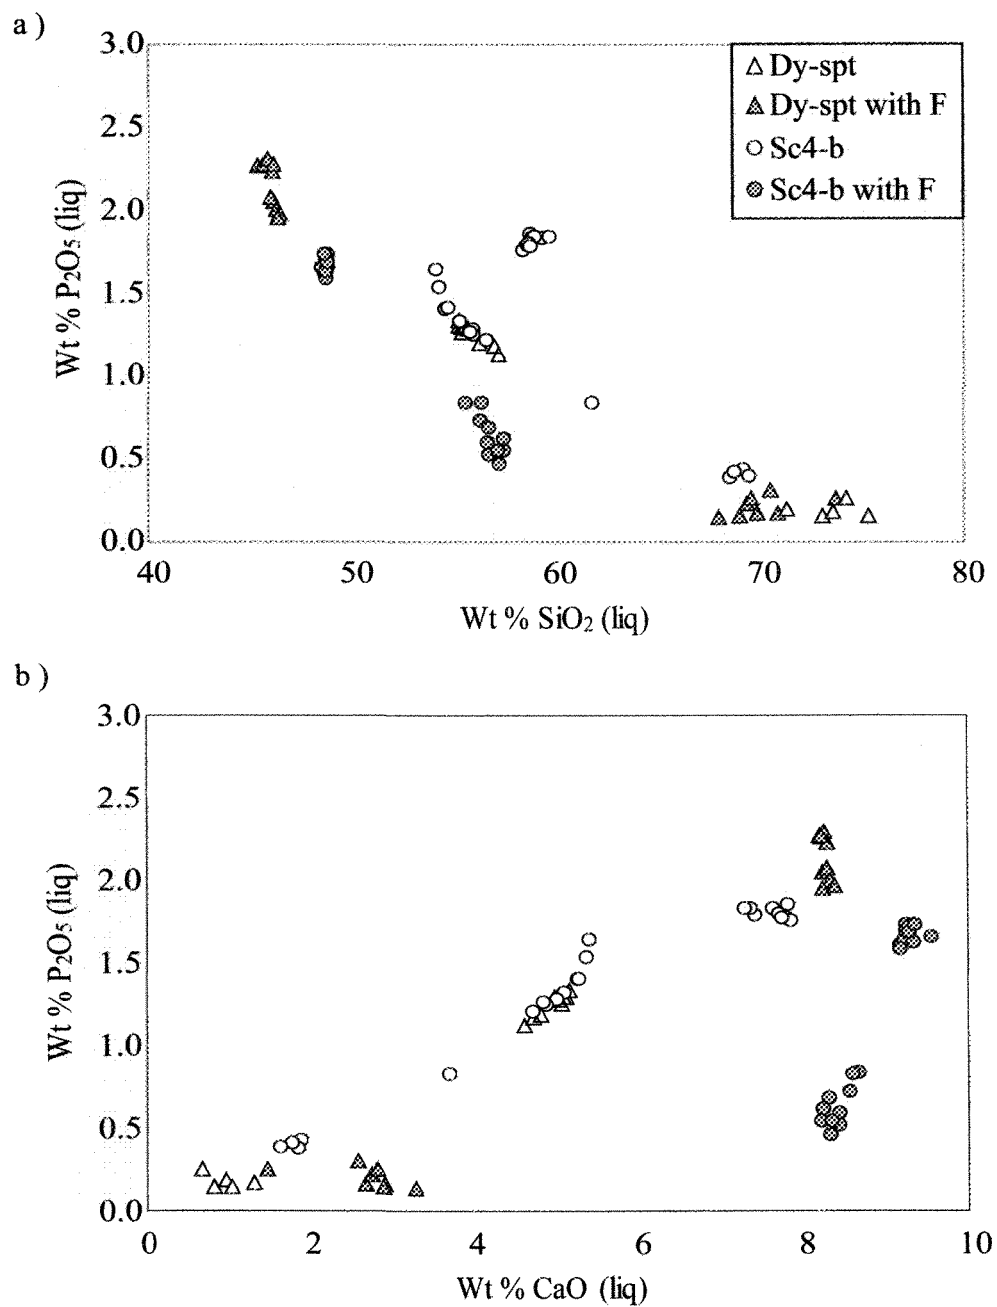 a )
3.0
2.5
2.0
1.5
1.0
0.5
0.0
Wt % P2O5 (liq)
Dy-spt
Dy-spt with F
Sc4-b
Sc4-b with F
40 50 60 70 80
Wt % SiO2 (liq)
b )
3.0
2.5
2.0
1.5
1.0
0.5
0.0
Wt % P2O5 (liq)
0 2 4 6 8 10
Wt % CaO (liq)